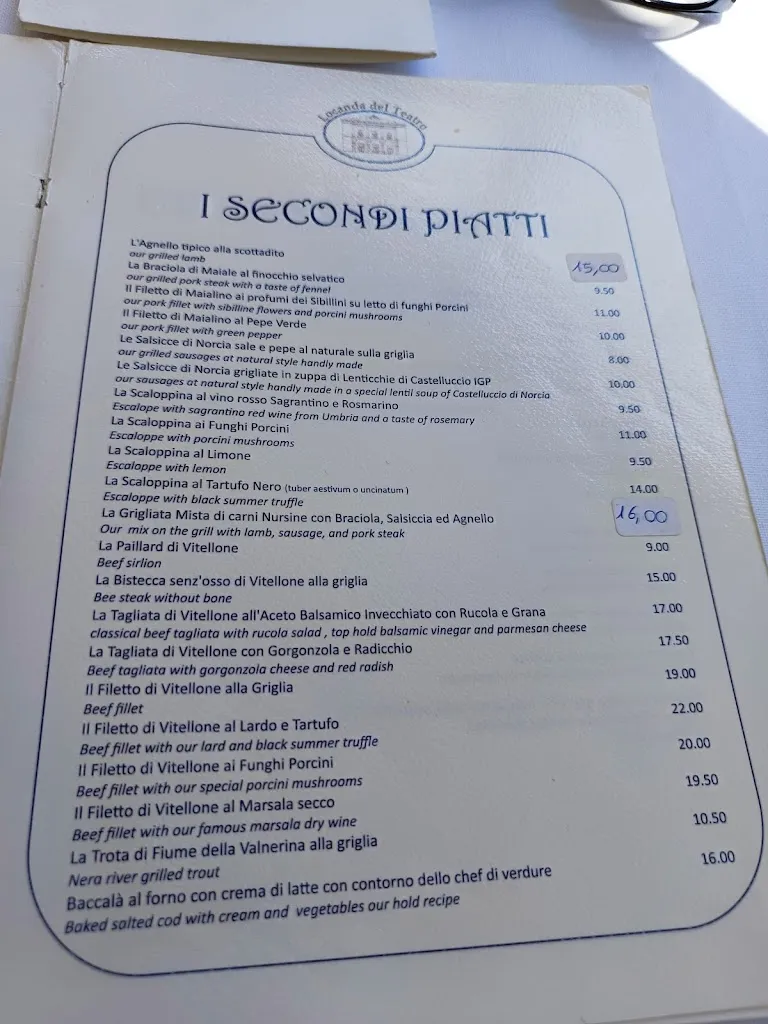 Locanda del Teatro
I SECONDI PIATTI
L'Agnello tipico alla scottadito 15,00
our grilled lamb
La Braciola di Maiale al finocchio selvatico 9.50
our grilled pork steak with a taste of fennel
Il Filetto di Maialino ai profumi dei Sibillini su letto di funghi Porcini 11.00
our pork fillet with sibilline flowers and porcini mushrooms
Il Filetto di Maialino al Pepe Verde 10.00
our pork fillet with green pepper
Le Salsicce di Norcia sale e pepe al naturale sulla griglia 8.00
our grilled sausages at natural style handly made
Le Salsicce di Norcia grigliate in zuppa di Lenticchie di Castelluccio IGP 10.00
our sausages at natural style handly made in a special lentil soup of Castelluccio di Norcia
La Scaloppina al vino rosso Sagrantino e Rosmarino 9.50
Escalope with sagrantino red wine from Umbria and a taste of rosemary
La Scaloppina ai Funghi Porcini 11.00
Escaloppe with porcini mushrooms
La Scaloppina al Limone 9.50
Escaloppe with lemon
La Scaloppina al Tartufo Nero (tuber aestivum o uncinatum ) 14.00
Escaloppe with black summer truffle
La Grigliata Mista di carni Nursine con Braciola, Salsiccia ed Agnello 16,00
Our mix on the grill with lamb, sausage, and pork steak
La Paillard di Vitellone 9.00
Beef sirlion
La Bistecca senz'osso di Vitellone alla griglia 15.00
Bee steak without bone
La Tagliata di Vitellone all'Aceto Balsamico Invecchiato con Rucola e Grana 17.00
classical beef tagliata with rucola salad , top hold balsamic vinegar and parmesan cheese
La Tagliata di Vitellone con Gorgonzola e Radicchio 17.50
Beef tagliata with gorgonzola cheese and red radish
Il Filetto di Vitellone alla Griglia 19.00
Beef fillet
Il Filetto di Vitellone al Lardo e Tartufo 22.00
Beef fillet with our lard and black summer truffle
Il Filetto di Vitellone ai Funghi Porcini 20.00
Beef fillet with our special porcini mushrooms
Il Filetto di Vitellone al Marsala secco 19.50
Beef fillet with our famous marsala dry wine
La Trota di Fiume della Valnerina alla griglia 10.50
Nera river grilled trout
Baccalà al forno con crema di latte con contorno dello chef di verdure 16.00
Baked salted cod with cream and vegetables our hold recipe